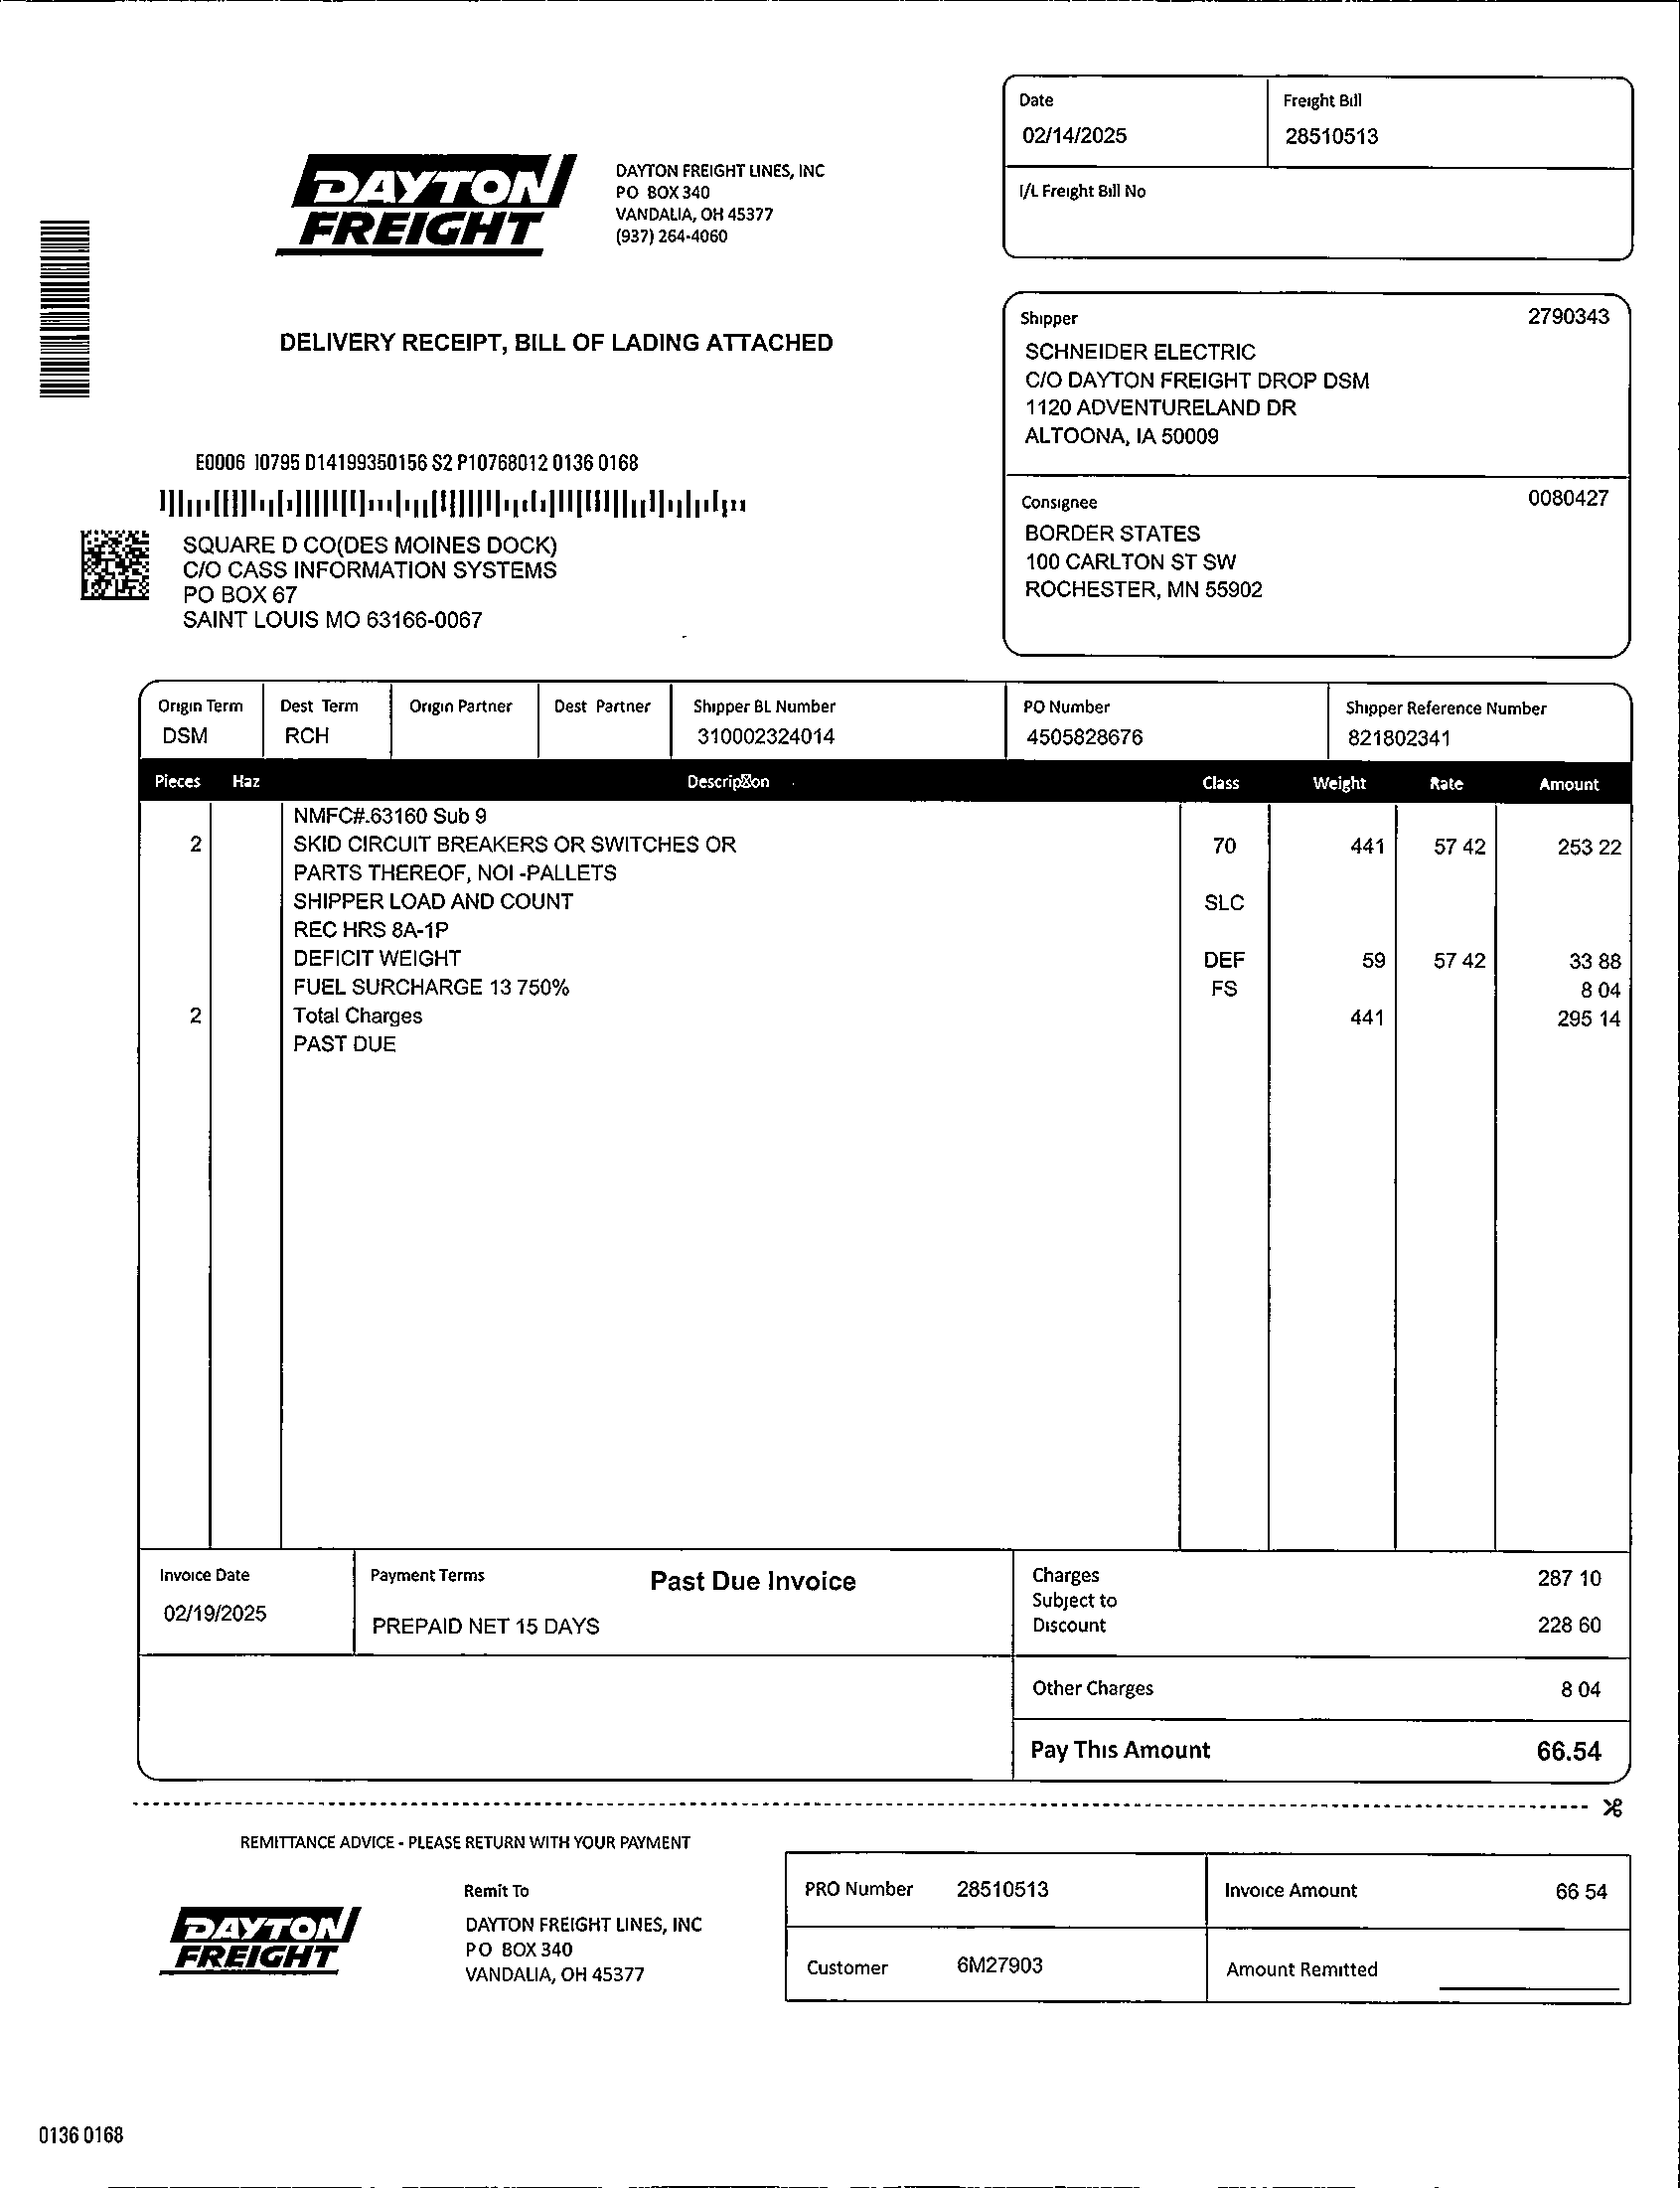 Date
02/14/2025
Freight Bill
28510513
I/L Freight Bill No
DAYTON
FREIGHT
DAYTON FREIGHT LINES, INC
PO BOX 340
VANDALIA, OH 45377
(937) 264-4060
DELIVERY RECEIPT, BILL OF LADING ATTACHED
Shipper 2790343
SCHNEIDER ELECTRIC
C/O DAYTON FREIGHT DROP DSM
1120 ADVENTURELAND DR
ALTOONA, IA 50009
Consignee 0080427
BORDER STATES
100 CARLTON ST SW
ROCHESTER, MN 55902
E0006 I0795 D14199350156 S2 P10768012 0136 0168
SQUARE D CO(DES MOINES DOCK)
C/O CASS INFORMATION SYSTEMS
PO BOX 67
SAINT LOUIS MO 63166-0067
Origin Term Dest Term Origin Partner Dest Partner Shipper BL Number PO Number Shipper Reference Number
DSM RCH 310002324014 4505828676 821802341
Pieces Haz Description Class Weight Rate Amount
NMFC#.63160 Sub 9
2 SKID CIRCUIT BREAKERS OR SWITCHES OR 70 441 57 42 253 22
PARTS THEREOF, NOI -PALLETS
SHIPPER LOAD AND COUNT SLC
REC HRS 8A-1P
DEFICIT WEIGHT DEF 59 57 42 33 88
FUEL SURCHARGE 13 750% FS 8 04
2 Total Charges 441 295 14
PAST DUE
Invoice Date
02/19/2025
Payment Terms
PREPAID NET 15 DAYS
Past Due Invoice
Charges 287 10
Subject to
Discount 228 60
Other Charges 8 04
Pay This Amount 66.54
REMITTANCE ADVICE - PLEASE RETURN WITH YOUR PAYMENT
DAYTON
FREIGHT
Remit To
DAYTON FREIGHT LINES, INC
PO BOX 340
VANDALIA, OH 45377
PRO Number 28510513
Invoice Amount 66 54
Customer 6M27903
Amount Remitted
0136 0168